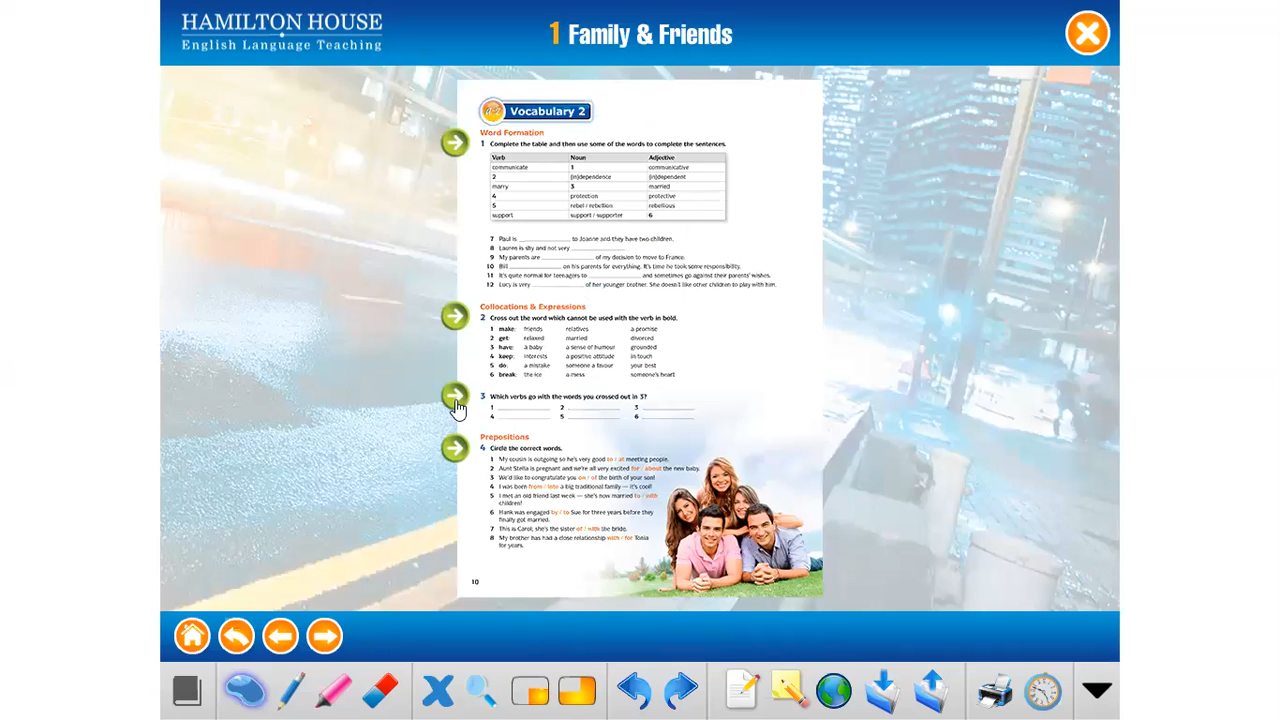 HAMILTON HOUSE
English Language Teaching
1 Family & Friends
Vocabulary 2
Word Formation
1 Complete the table and then use some of the words to complete the sentences.
Verb Noun Adjective
communicate 1 communicative
2 (in)dependence (in)dependent
marry 3 married
4 protection protective
5 rebel / rebellion rebellious
support support / supporter 6
7 Paul is ____________ to Joanne and they have two children.
8 Lauren is shy and not very ____________.
9 My parents are ____________ of my decision to move to France.
10 Bill ____________ on his parents for everything. It's time he took some responsibility.
11 It's quite normal for teenagers to ____________ and sometimes go against their parents' wishes.
12 Lucy is very ____________ of her younger brother. She doesn't like other children to play with him.
Collocations & Expressions
2 Cross out the word which cannot be used with the verb in bold.
1 make: friends relatives a promise
2 get: relaxed married divorced
3 have: a baby a sense of humour grounded
4 keep: interests a positive attitude in touch
5 do: a mistake someone a favour your best
6 break: the ice a mess someone's heart
3 Which verbs go with the words you crossed out in 3?
1 ____________ 2 ____________ 3 ____________
4 ____________ 5 ____________ 6 ____________
Prepositions
4 Circle the correct words.
1 My cousin is outgoing so he's very good to / at meeting people.
2 Aunt Stella is pregnant and we're all very excited for / about the new baby.
3 We'd like to congratulate you on / of the birth of your son!
4 I was born from / into a big traditional family — it's cool!
5 I met an old friend last week — she's now married to / with
children!
6 Hank was engaged by / to Sue for three years before they
finally got married.
7 This is Carol; she's the sister of / with the bride.
8 My brother has had a close relationship with / for Tonia
for years.
10